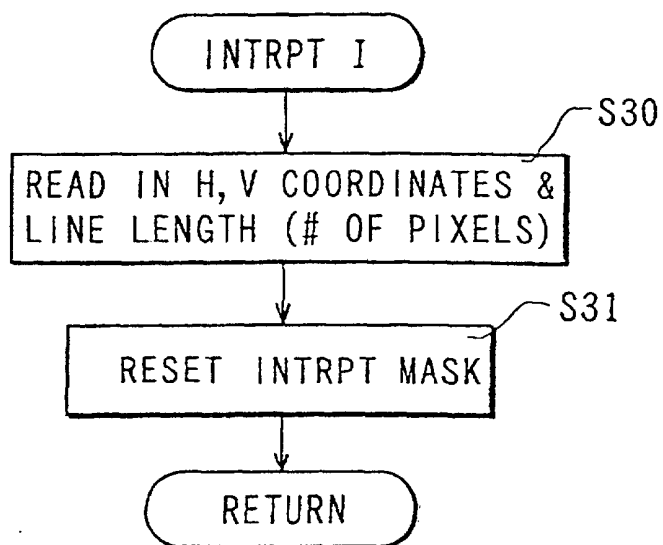 INTRPT I
S30
READ IN H, V COORDINATES &
LINE LENGTH (# OF PIXELS)
S31
RESET INTRPT MASK
RETURN